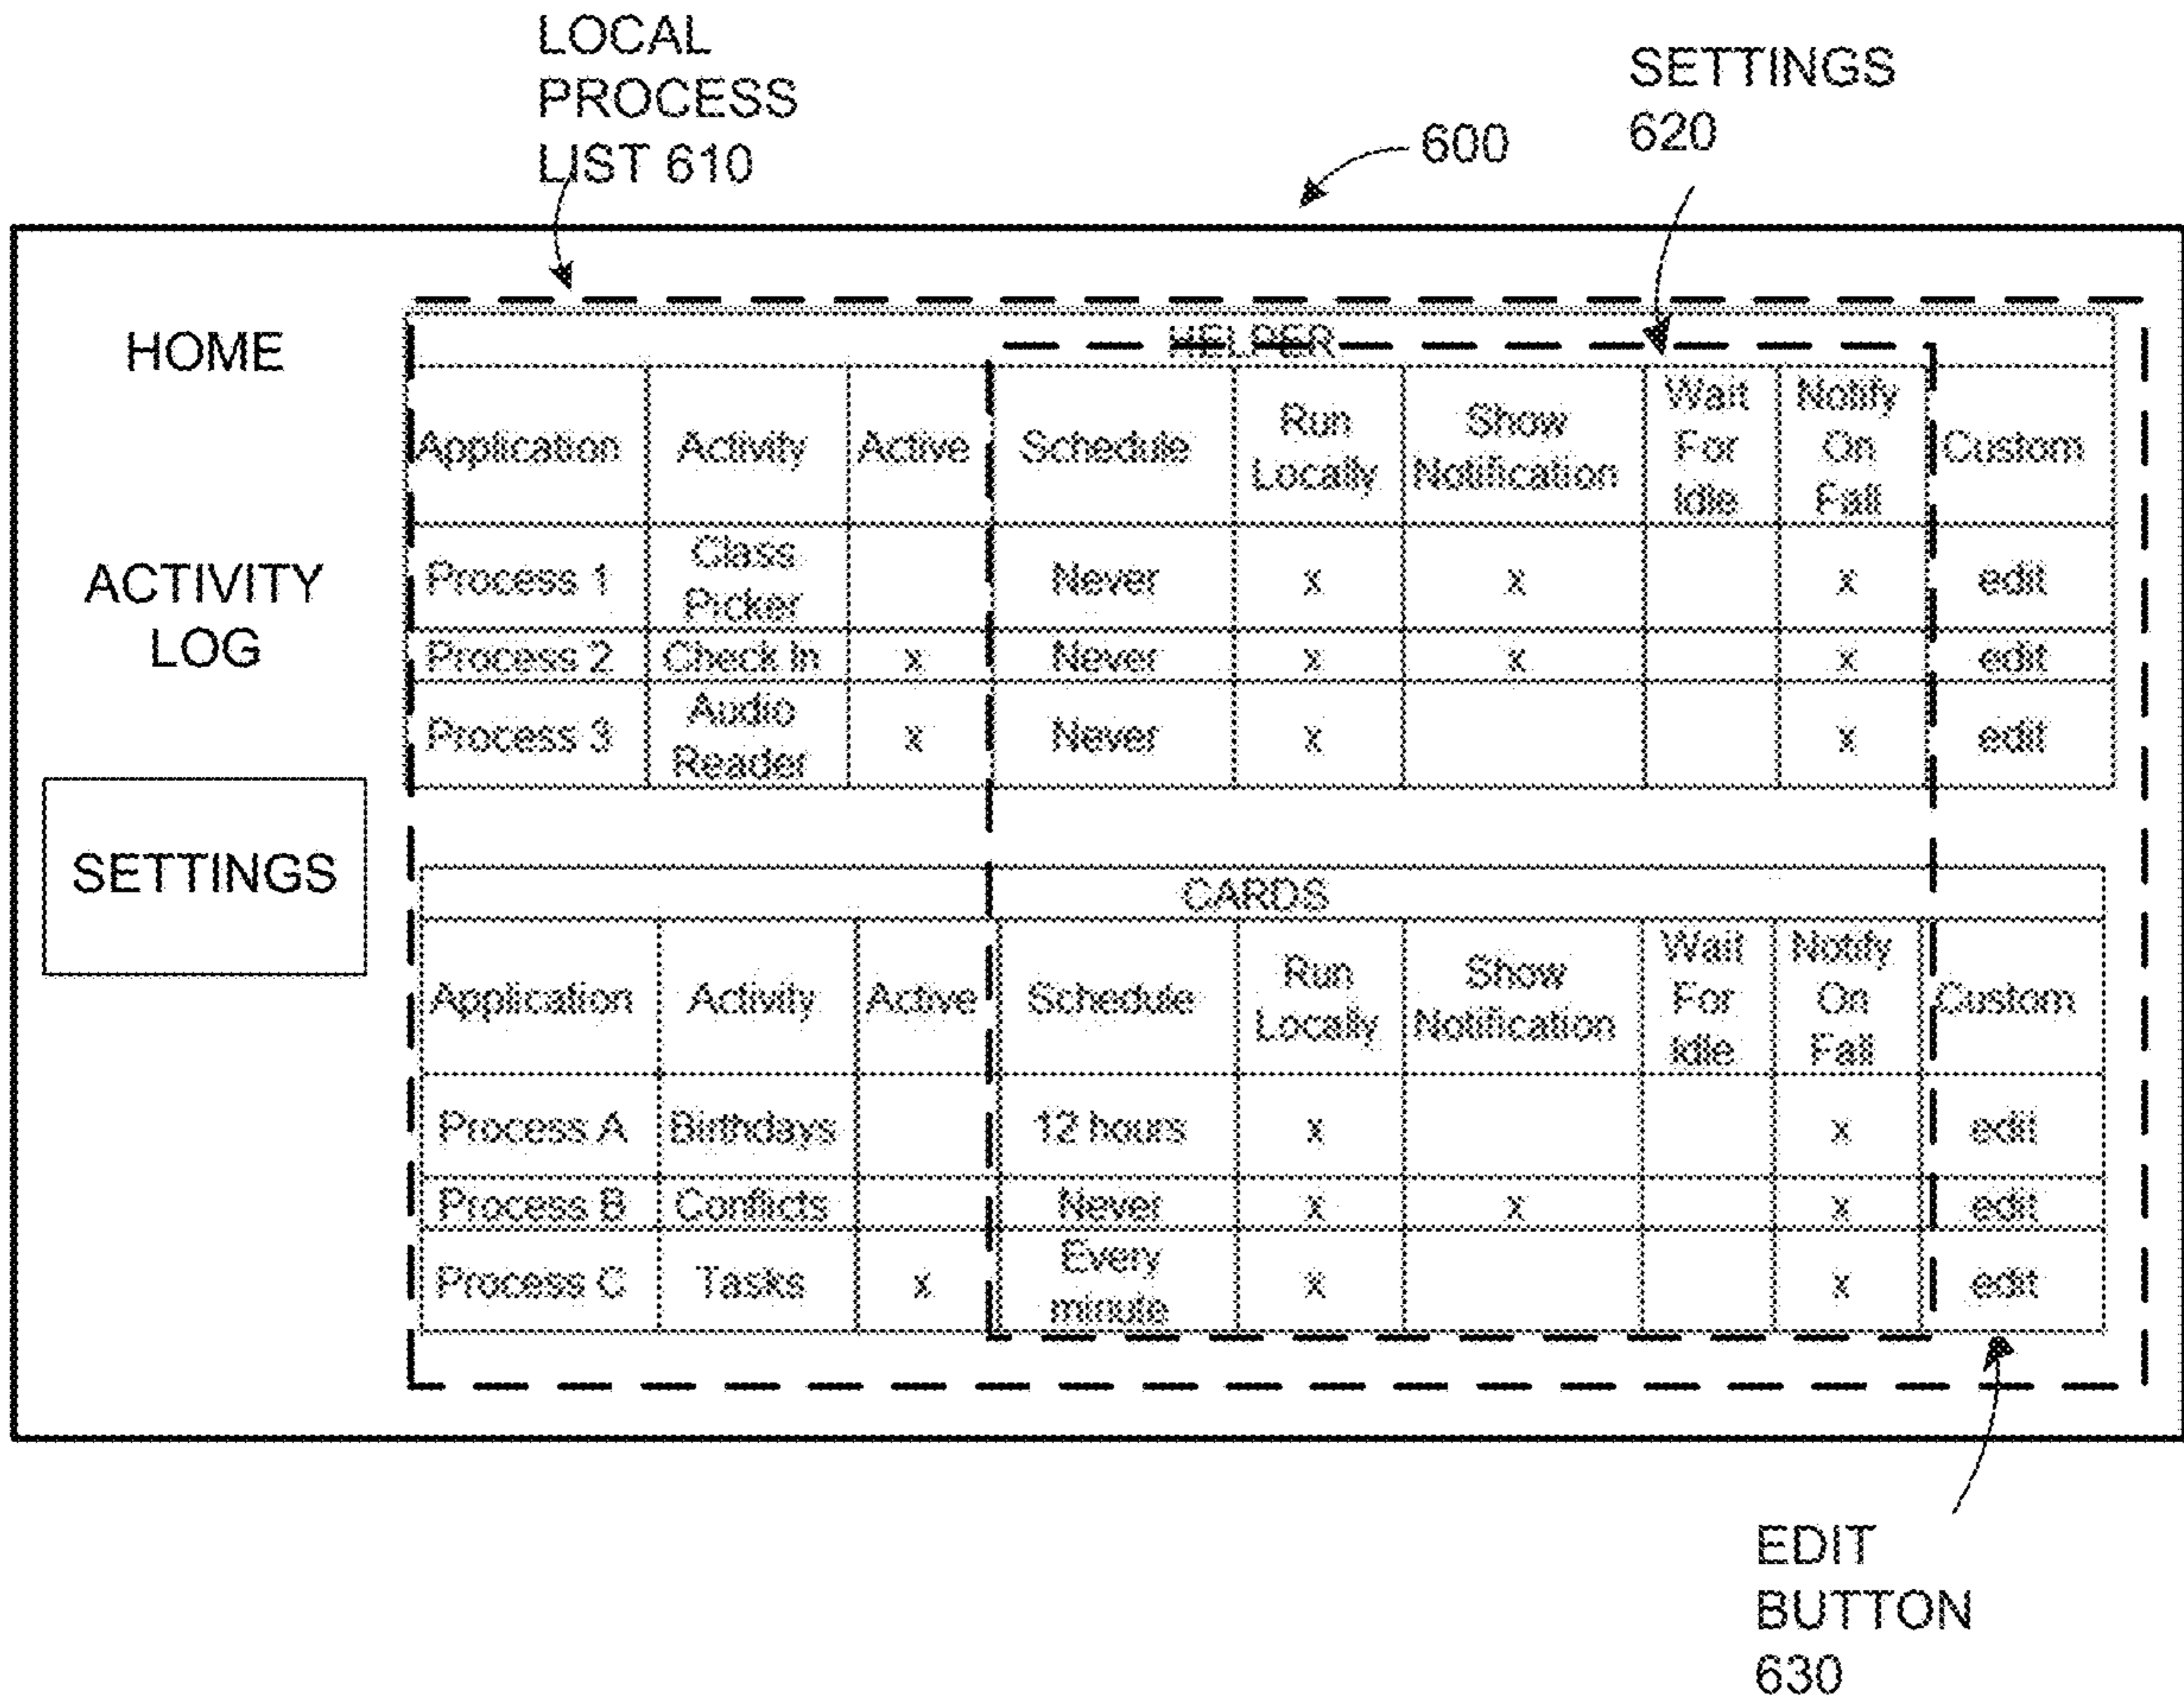 LOCAL
PROCESS
LIST 610
SETTINGS
620
600
HOME
ACTIVITY
LOG
SETTINGS
HELPER
Application Activity Active Schedule Run Locally Show Notification Wait For Idle Notify On Fail Custom
Process 1 Class Picker Never x x x edit
Process 2 Check In x Never x x x edit
Process 3 Audio Reader x Never x x edit
CARDS
Application Activity Active Schedule Run Locally Show Notification Wait For Idle Notify On Fail Custom
Process A Birthdays 12 hours x x edit
Process B Conflicts Never x x x edit
Process C Tasks x Every minute x x edit
EDIT
BUTTON
630